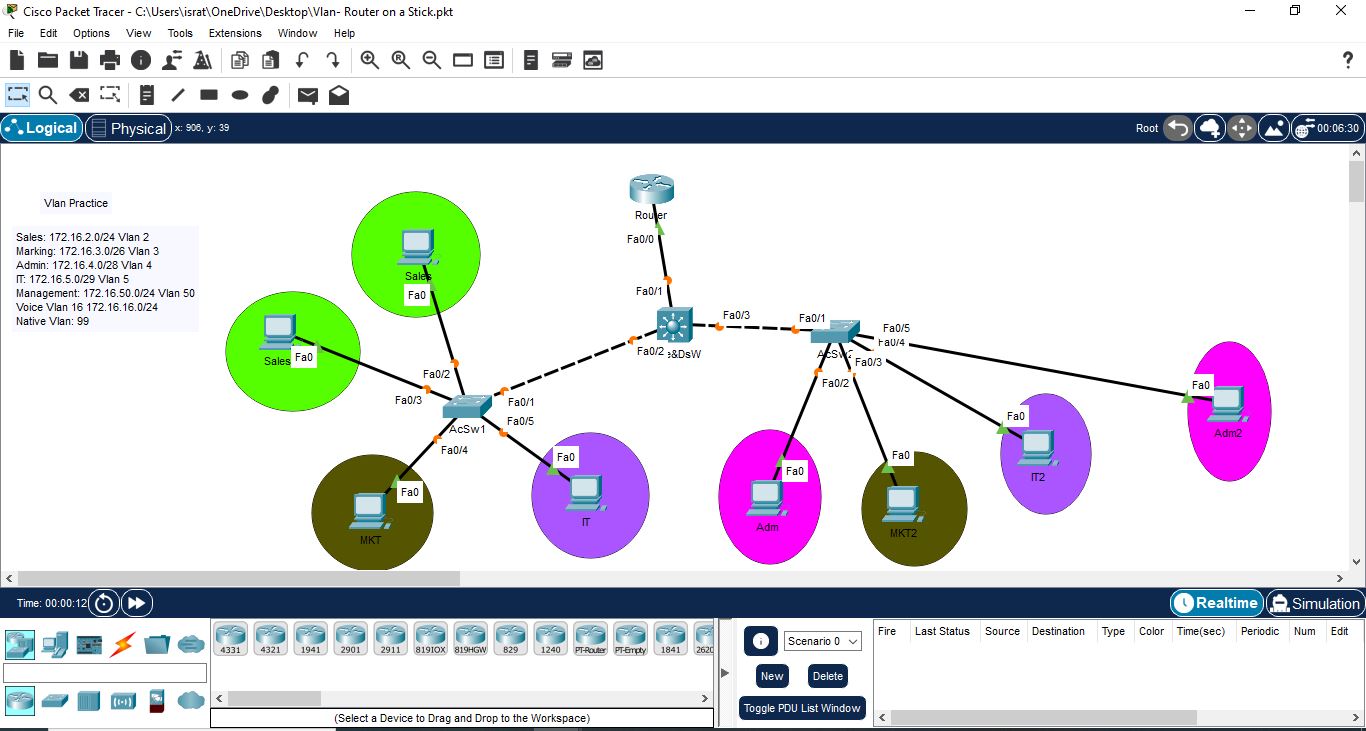 Cisco Packet Tracer - C:\Users\israt\OneDrive\Desktop\Vlan- Router on a Stick.pkt
File Edit Options View Tools Extensions Window Help
Logical Physical x: 906, y: 39 Root 00:06:30
Vlan Practice
Sales: 172.16.2.0/24 Vlan 2
Marking: 172.16.3.0/26 Vlan 3
Admin: 172.16.4.0/28 Vlan 4
IT: 172.16.5.0/29 Vlan 5
Management: 172.16.50.0/24 Vlan 50
Voice Vlan 16 172.16.16.0/24
Native Vlan: 99
Router
Fa0/0
Fa0/1
Fa0/3
Fa0/2
e&DsW
Sales
Fa0
Sales
Fa0
Fa0/2
Fa0/3
Fa0/1
AcSw1
Fa0/5
Fa0/4
Fa0
MKT
Fa0
IT
Fa0/1
AcSw2
Fa0/5
Fa0/4
Fa0/3
Fa0/2
Fa0
Adm
Fa0
MKT2
Fa0
IT2
Fa0
Adm2
Time: 00:00:12 Realtime Simulation
4331 4321 1941 2901 2911 819IOX 819HGW 829 1240 PT-Router PT-Empty 1841 2620
(Select a Device to Drag and Drop to the Workspace)
Scenario 0
New Delete
Toggle PDU List Window
Fire Last Status Source Destination Type Color Time(sec) Periodic Num Edit